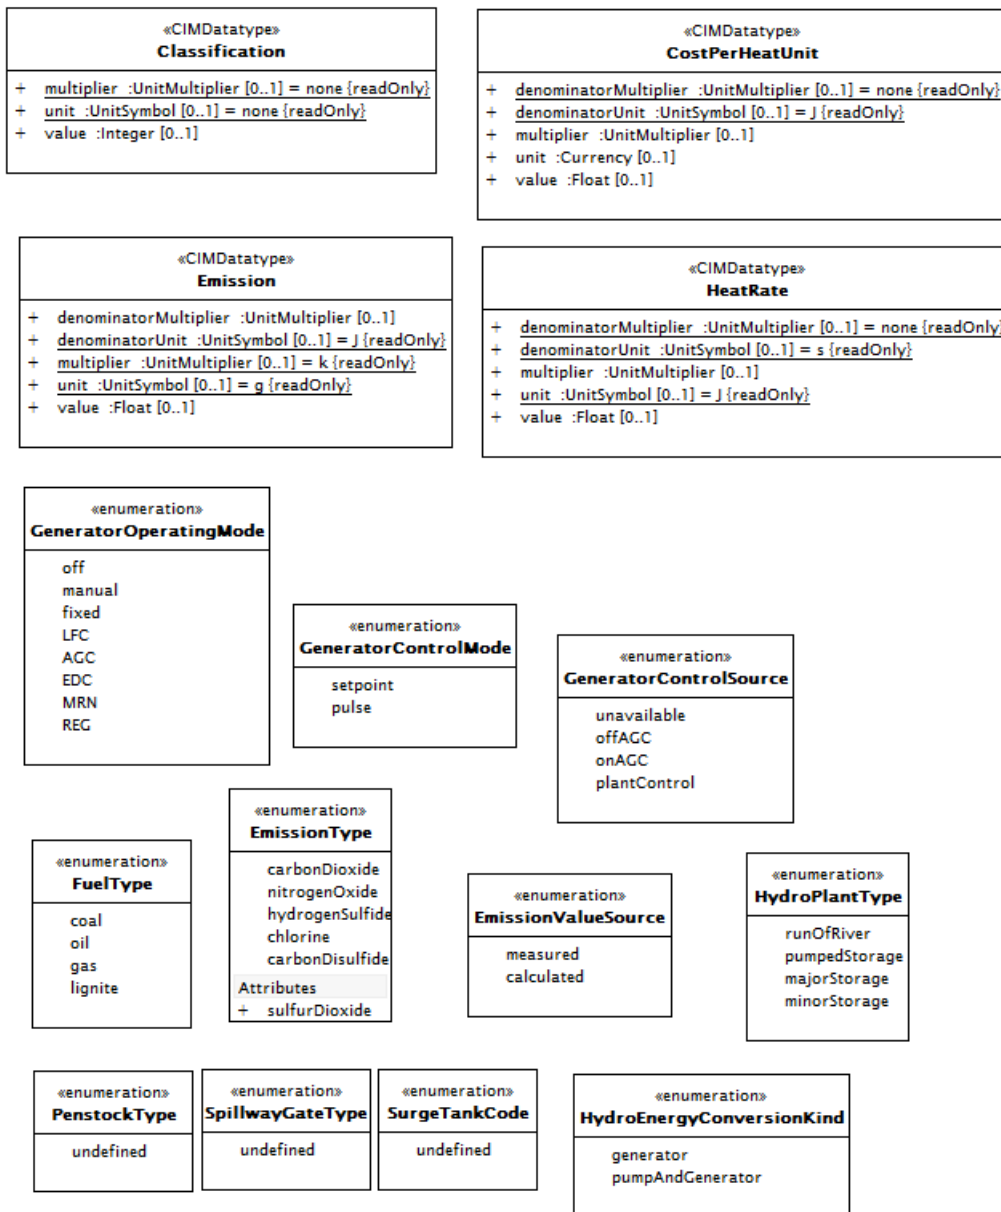 «CIMDatatype»
Classification
+ multiplier :UnitMultiplier [0..1] = none {readOnly}
+ unit :UnitSymbol [0..1] = none {readOnly}
+ value :Integer [0..1]
«CIMDatatype»
CostPerHeatUnit
+ denominatorMultiplier :UnitMultiplier [0..1] = none {readOnly}
+ denominatorUnit :UnitSymbol [0..1] = J {readOnly}
+ multiplier :UnitMultiplier [0..1]
+ unit :Currency [0..1]
+ value :Float [0..1]
«CIMDatatype»
Emission
+ denominatorMultiplier :UnitMultiplier [0..1]
+ denominatorUnit :UnitSymbol [0..1] = J {readOnly}
+ multiplier :UnitMultiplier [0..1] = k {readOnly}
+ unit :UnitSymbol [0..1] = g {readOnly}
+ value :Float [0..1]
«CIMDatatype»
HeatRate
+ denominatorMultiplier :UnitMultiplier [0..1] = none {readOnly}
+ denominatorUnit :UnitSymbol [0..1] = s {readOnly}
+ multiplier :UnitMultiplier [0..1]
+ unit :UnitSymbol [0..1] = J {readOnly}
+ value :Float [0..1]
«enumeration»
GeneratorOperatingMode
off
manual
fixed
LFC
AGC
EDC
MRN
REG
«enumeration»
GeneratorControlMode
setpoint
pulse
«enumeration»
GeneratorControlSource
unavailable
offAGC
onAGC
plantControl
«enumeration»
FuelType
coal
oil
gas
lignite
«enumeration»
EmissionType
carbonDioxide
nitrogenOxide
hydrogenSulfide
chlorine
carbonDisulfide
Attributes
+ sulfurDioxide
«enumeration»
EmissionValueSource
measured
calculated
«enumeration»
HydroPlantType
runOfRiver
pumpedStorage
majorStorage
minorStorage
«enumeration»
PenstockType
undefined
«enumeration»
SpillwayGateType
undefined
«enumeration»
SurgeTankCode
undefined
«enumeration»
HydroEnergyConversionKind
generator
pumpAndGenerator